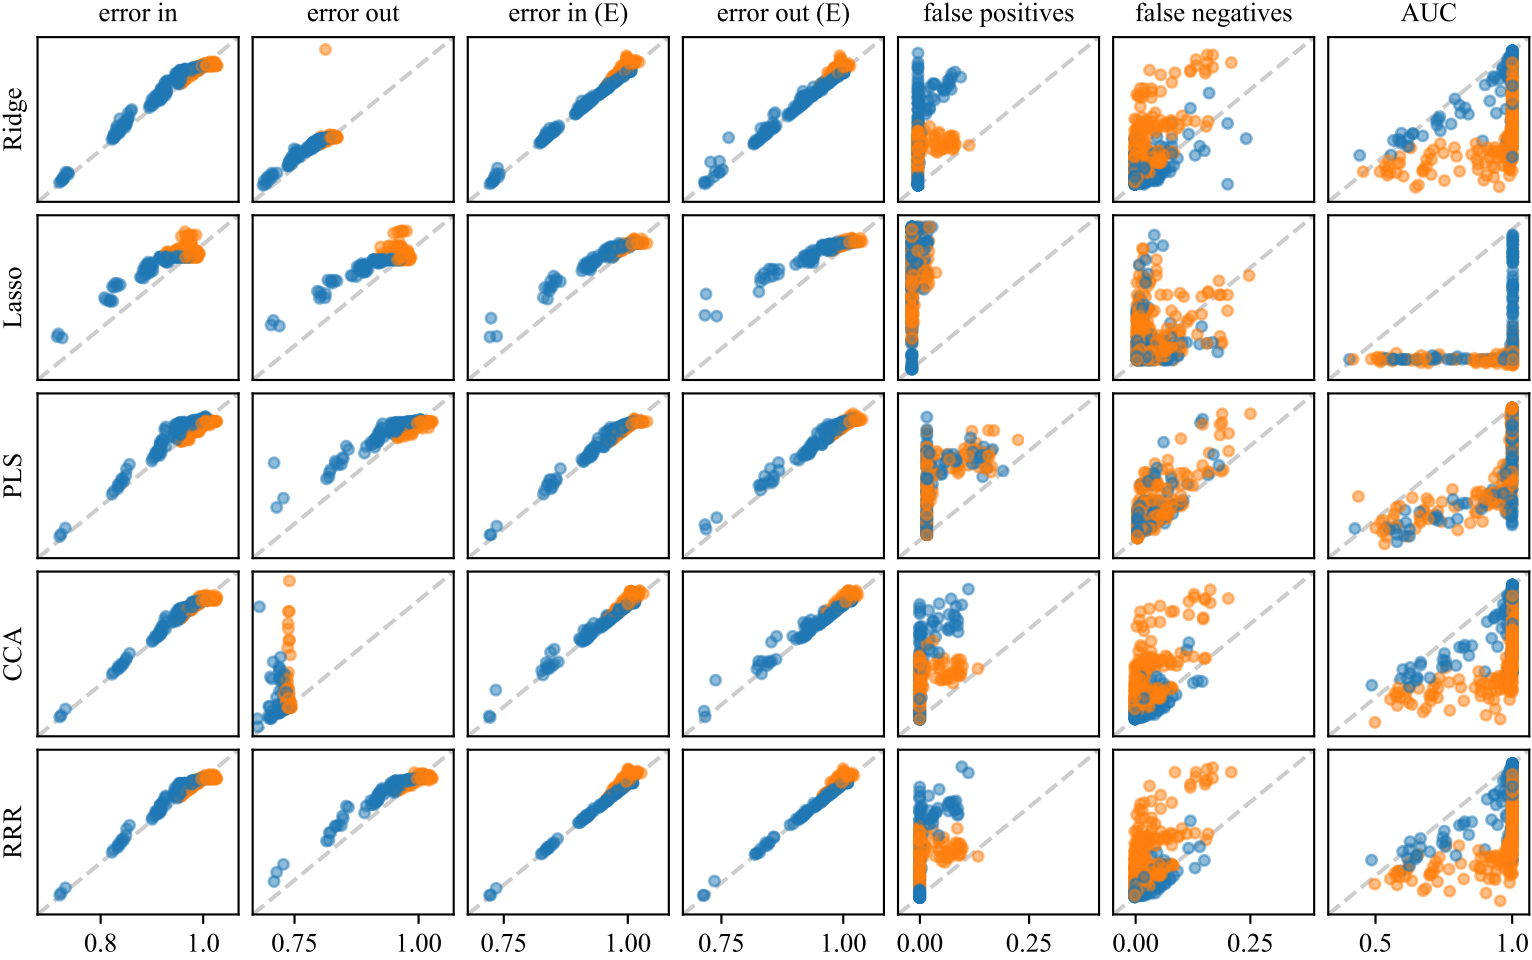 error in error out error in (E) error out (E) false positives false negatives AUC
Ridge
Lasso
PLS
CCA
RRR
0.8 1.0 0.75 1.00 0.75 1.00 0.75 1.00 0.00 0.25 0.00 0.25 0.5 1.0